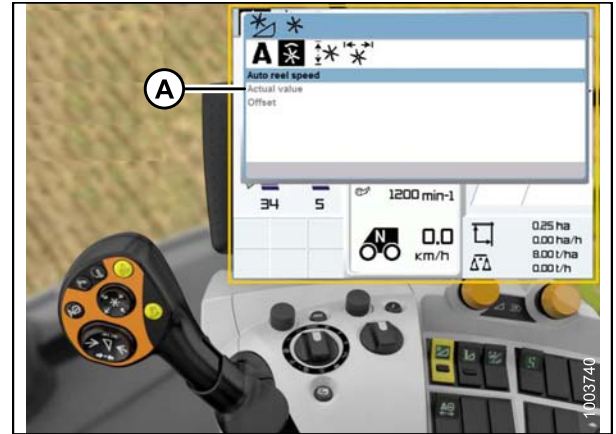 A
Auto reel speed
Actual value
Offset
A
34
5
1200 min-1
N
0.0
km/h
0.25 ha
0.00 ha/h
8.00 t/ha
0.00 t/h
1003740